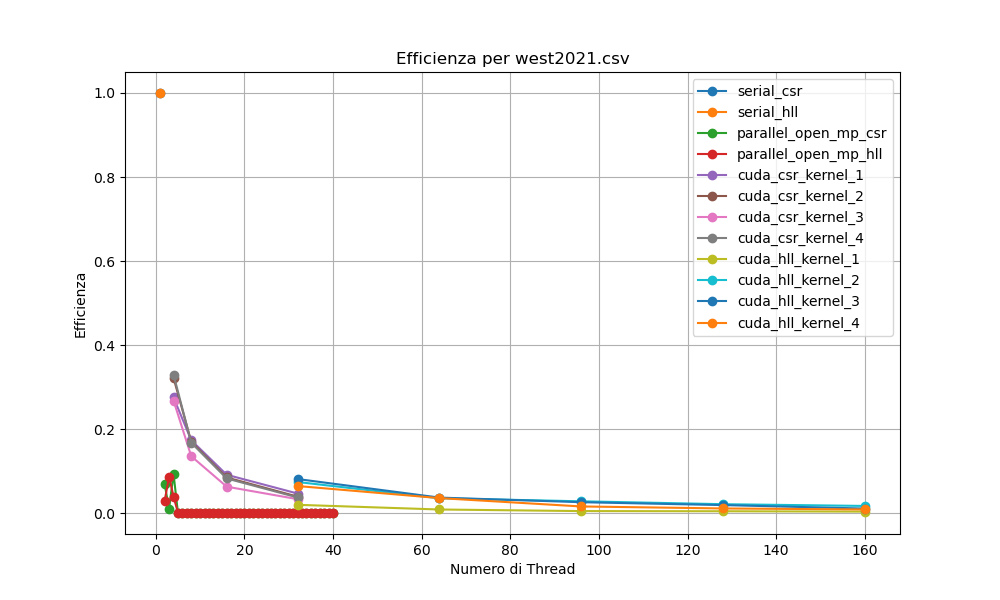 Efficienza per west2021.csv
1.0
0.8
0.6
0.4
0.2
0.0
Efficienza
serial_csr
serial_hll
parallel_open_mp_csr
parallel_open_mp_hll
cuda_csr_kernel_1
cuda_csr_kernel_2
cuda_csr_kernel_3
cuda_csr_kernel_4
cuda_hll_kernel_1
cuda_hll_kernel_2
cuda_hll_kernel_3
cuda_hll_kernel_4
0 20 40 60 80 100 120 140 160
Numero di Thread